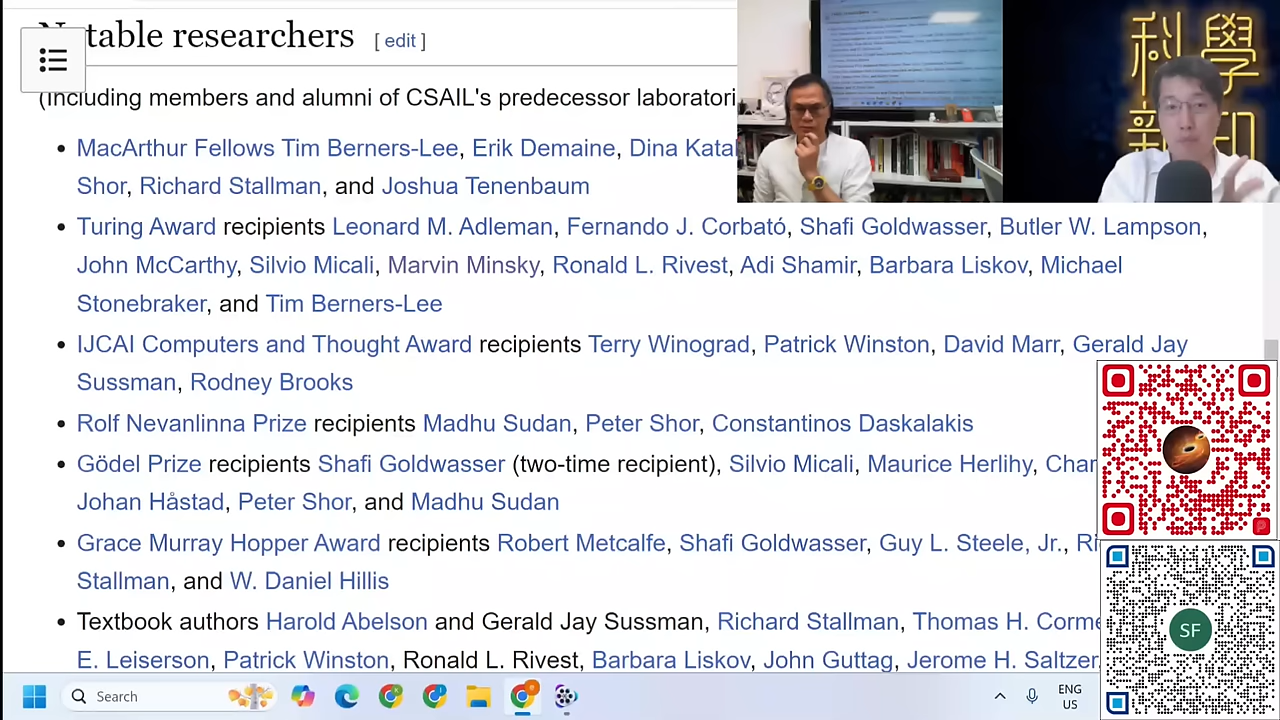 Notable researchers [ edit ]
(Including members and alumni of CSAIL's predecessor laboratori
• MacArthur Fellows Tim Berners-Lee, Erik Demaine, Dina Katal
Shor, Richard Stallman, and Joshua Tenenbaum
• Turing Award recipients Leonard M. Adleman, Fernando J. Corbató, Shafi Goldwasser, Butler W. Lampson,
John McCarthy, Silvio Micali, Marvin Minsky, Ronald L. Rivest, Adi Shamir, Barbara Liskov, Michael
Stonebraker, and Tim Berners-Lee
• IJCAI Computers and Thought Award recipients Terry Winograd, Patrick Winston, David Marr, Gerald Jay
Sussman, Rodney Brooks
• Rolf Nevanlinna Prize recipients Madhu Sudan, Peter Shor, Constantinos Daskalakis
• Gödel Prize recipients Shafi Goldwasser (two-time recipient), Silvio Micali, Maurice Herlihy, Char
Johan Håstad, Peter Shor, and Madhu Sudan
• Grace Murray Hopper Award recipients Robert Metcalfe, Shafi Goldwasser, Guy L. Steele, Jr., Ri
Stallman, and W. Daniel Hillis
• Textbook authors Harold Abelson and Gerald Jay Sussman, Richard Stallman, Thomas H. Corme
E. Leiserson, Patrick Winston, Ronald L. Rivest, Barbara Liskov, John Guttag, Jerome H. Saltzer
科學
新知
SF
Search
ENG
US